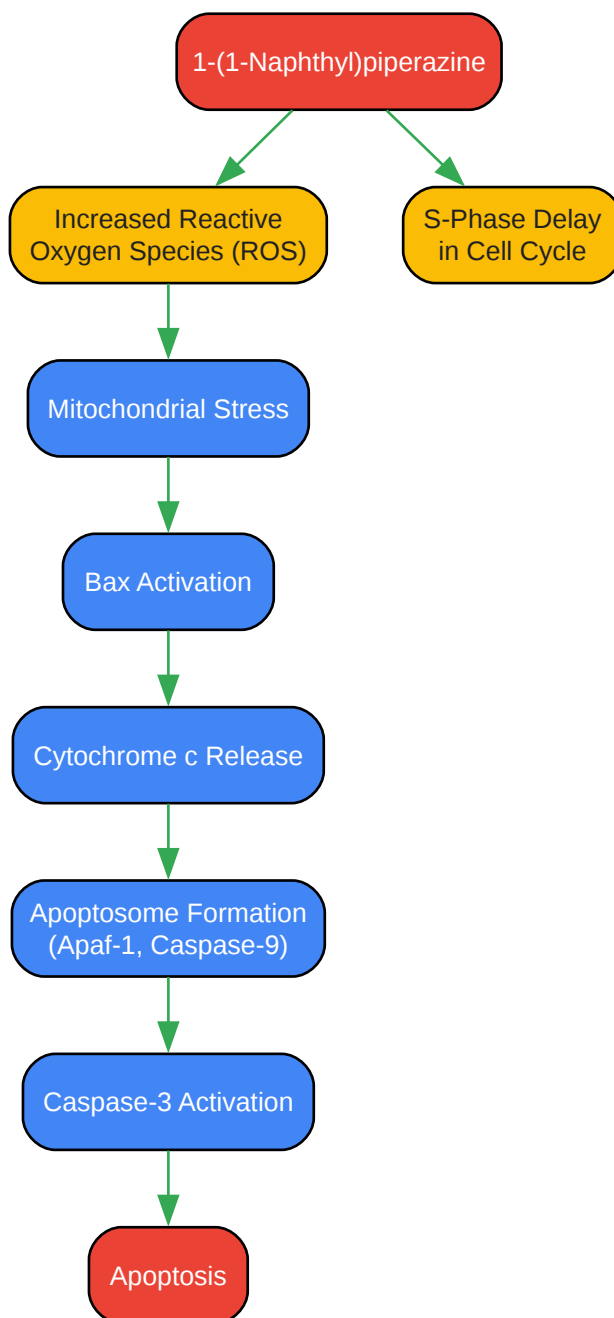 1-(1-Naphthyl)piperazine
Increased Reactive
Oxygen Species (ROS)
S-Phase Delay
in Cell Cycle
Mitochondrial Stress
Bax Activation
Cytochrome c Release
Apoptosome Formation
(Apaf-1, Caspase-9)
Caspase-3 Activation
Apoptosis